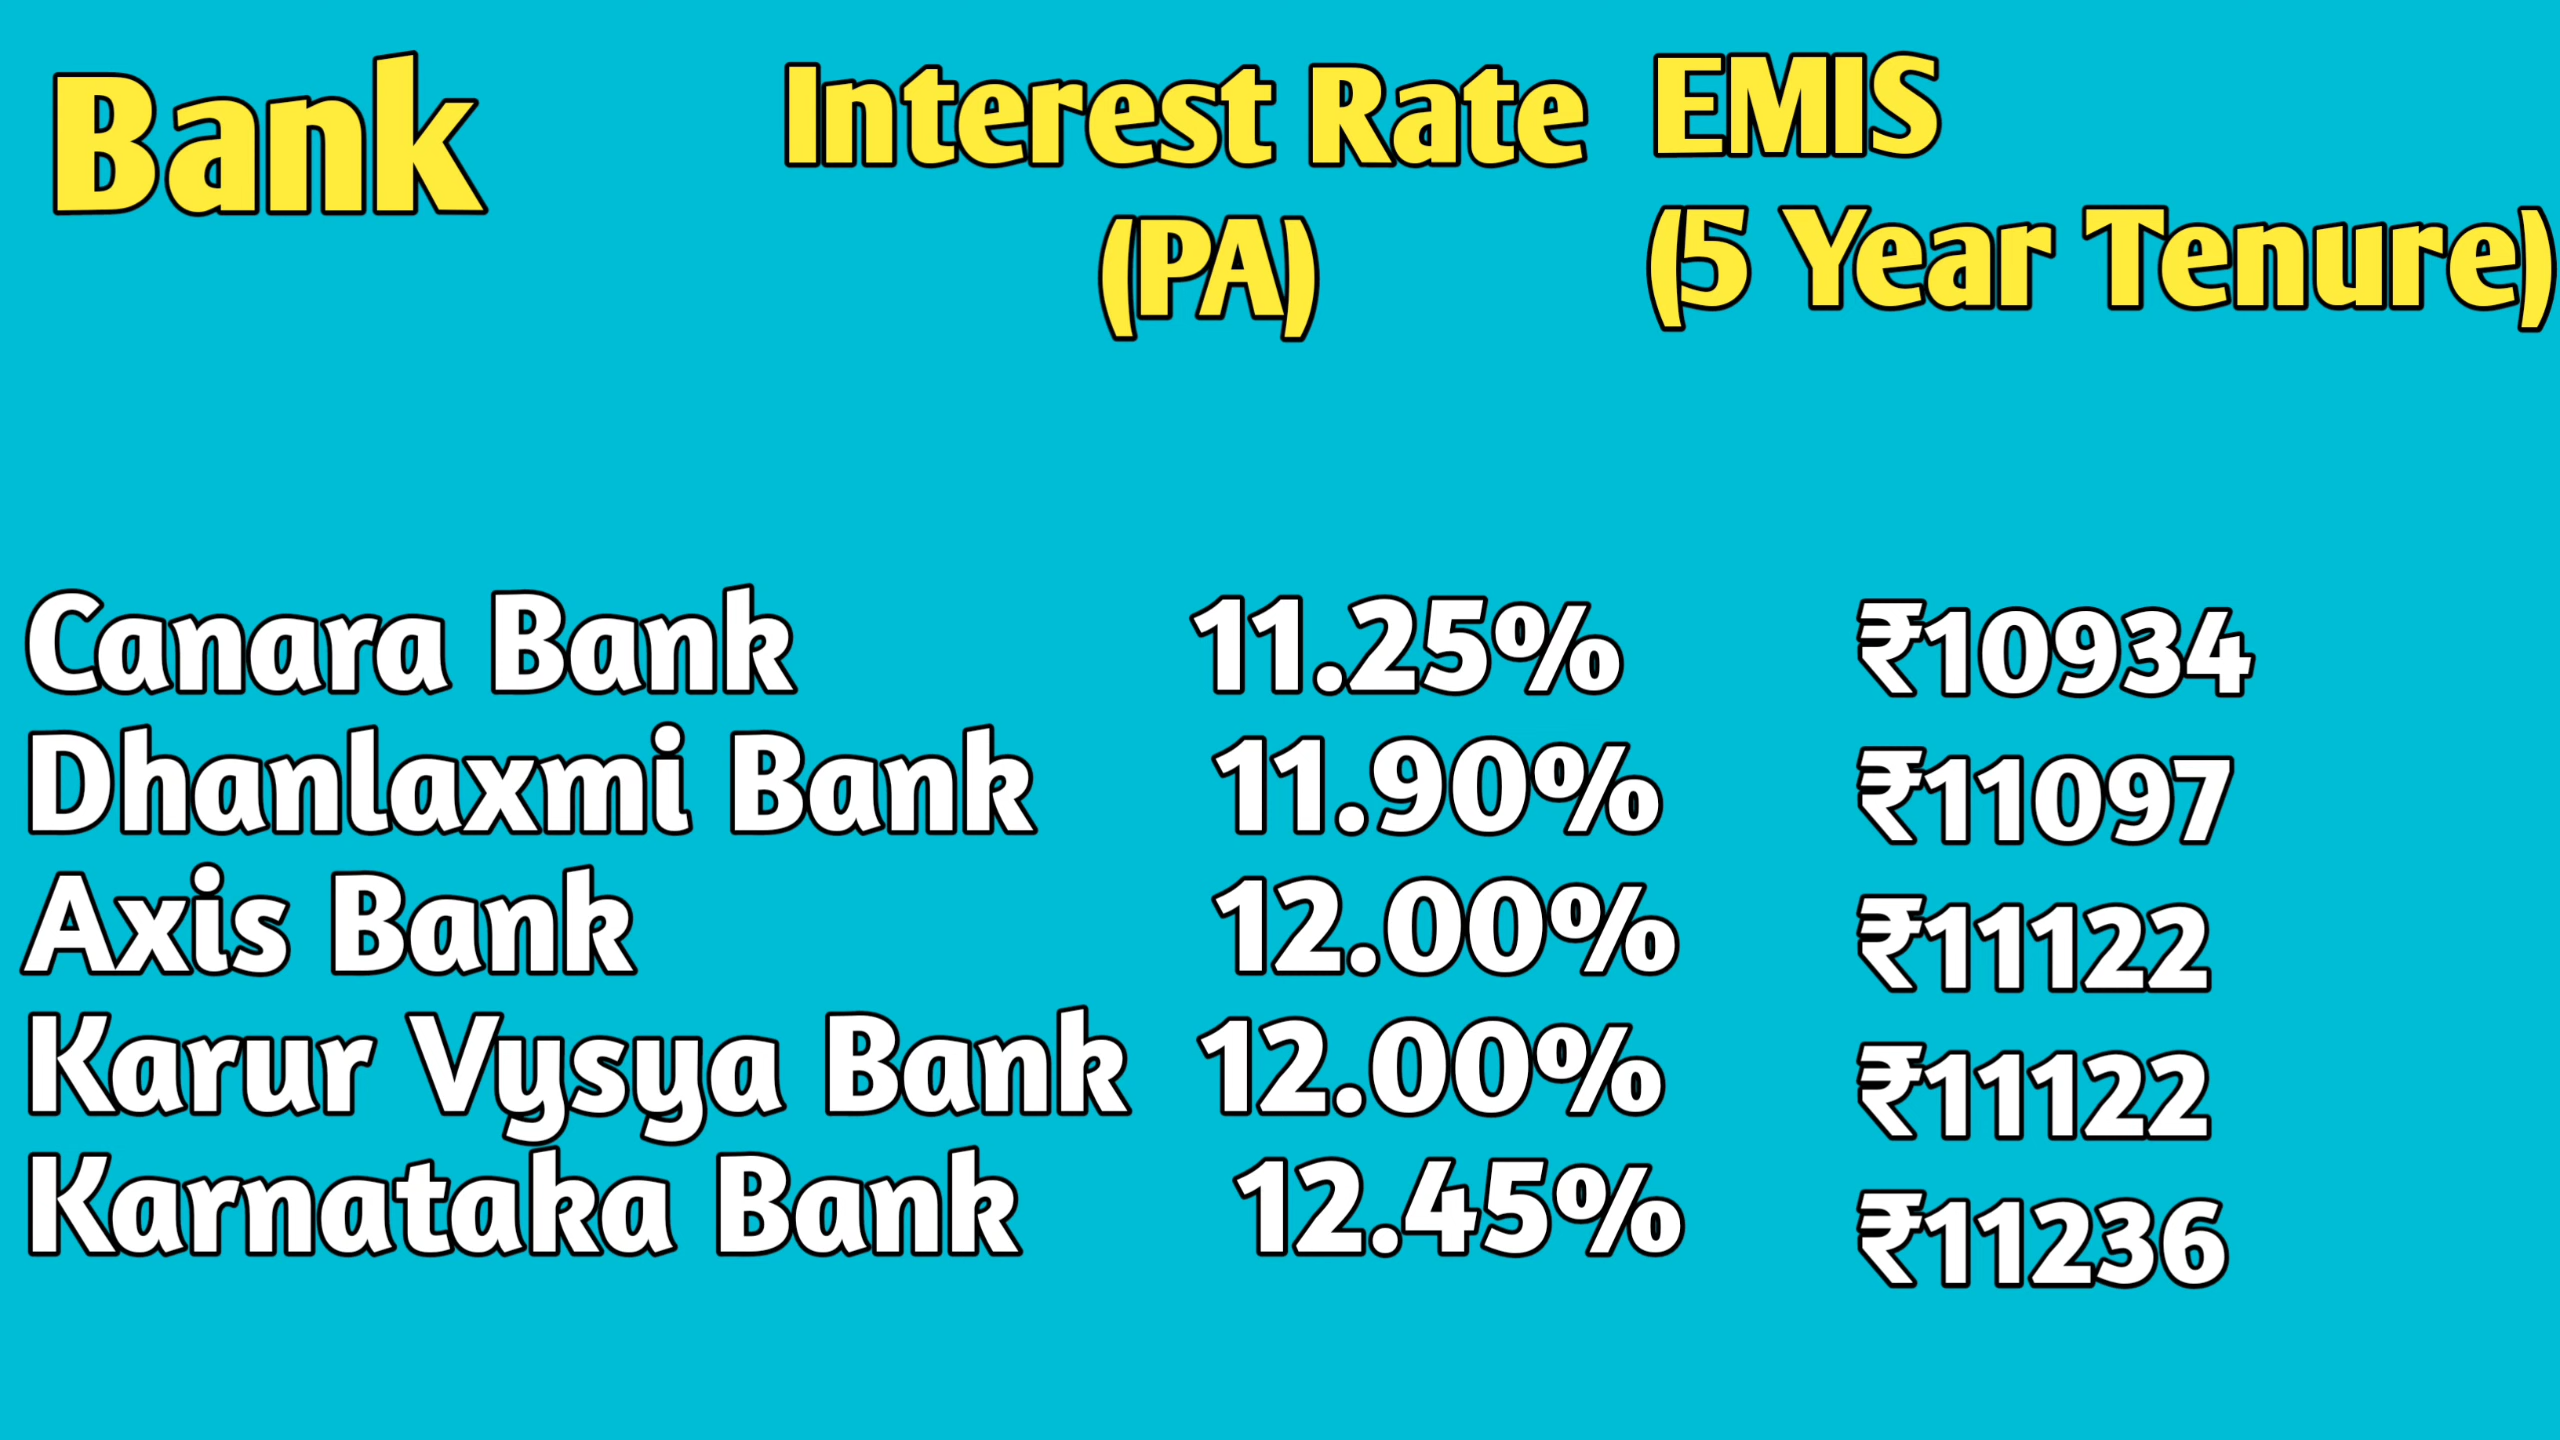 Bank Interest Rate EMIS
(PA) (5 Year Tenure)
Canara Bank 11.25% ₹10934
Dhanlaxmi Bank 11.90% ₹11097
Axis Bank 12.00% ₹11122
Karur Vysya Bank 12.00% ₹11122
Karnataka Bank 12.45% ₹11236